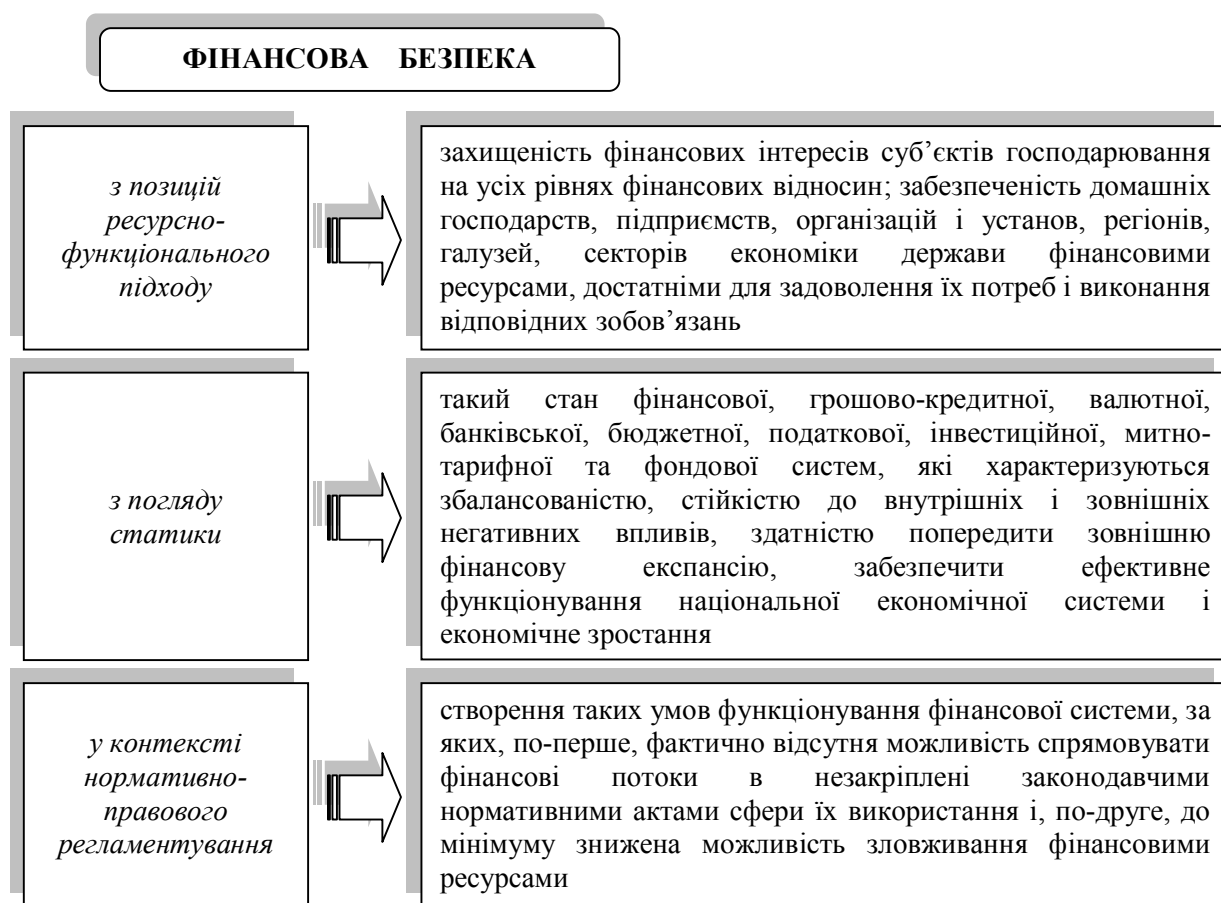 ФІНАНСОВА БЕЗПЕКА
з позицій
ресурсно-
функціонального
підходу
захищеність фінансових інтересів суб’єктів господарювання
на усіх рівнях фінансових відносин; забезпеченість домашніх
господарств, підприємств, організацій і установ, регіонів,
галузей, секторів економіки держави фінансовими
ресурсами, достатніми для задоволення їх потреб і виконання
відповідних зобов’язань
з погляду
статики
такий стан фінансової, грошово-кредитної, валютної,
банківської, бюджетної, податкової, інвестиційної, митно-
тарифної та фондової систем, які характеризуються
збалансованістю, стійкістю до внутрішніх і зовнішніх
негативних впливів, здатністю попередити зовнішню
фінансову експансію, забезпечити ефективне
функціонування національної економічної системи і
економічне зростання
у контексті
нормативно-
правового
регламентування
створення таких умов функціонування фінансової системи, за
яких, по-перше, фактично відсутня можливість спрямовувати
фінансові потоки в незакріплені законодавчими
нормативними актами сфери їх використання і, по-друге, до
мінімуму знижена можливість зловживання фінансовими
ресурсами